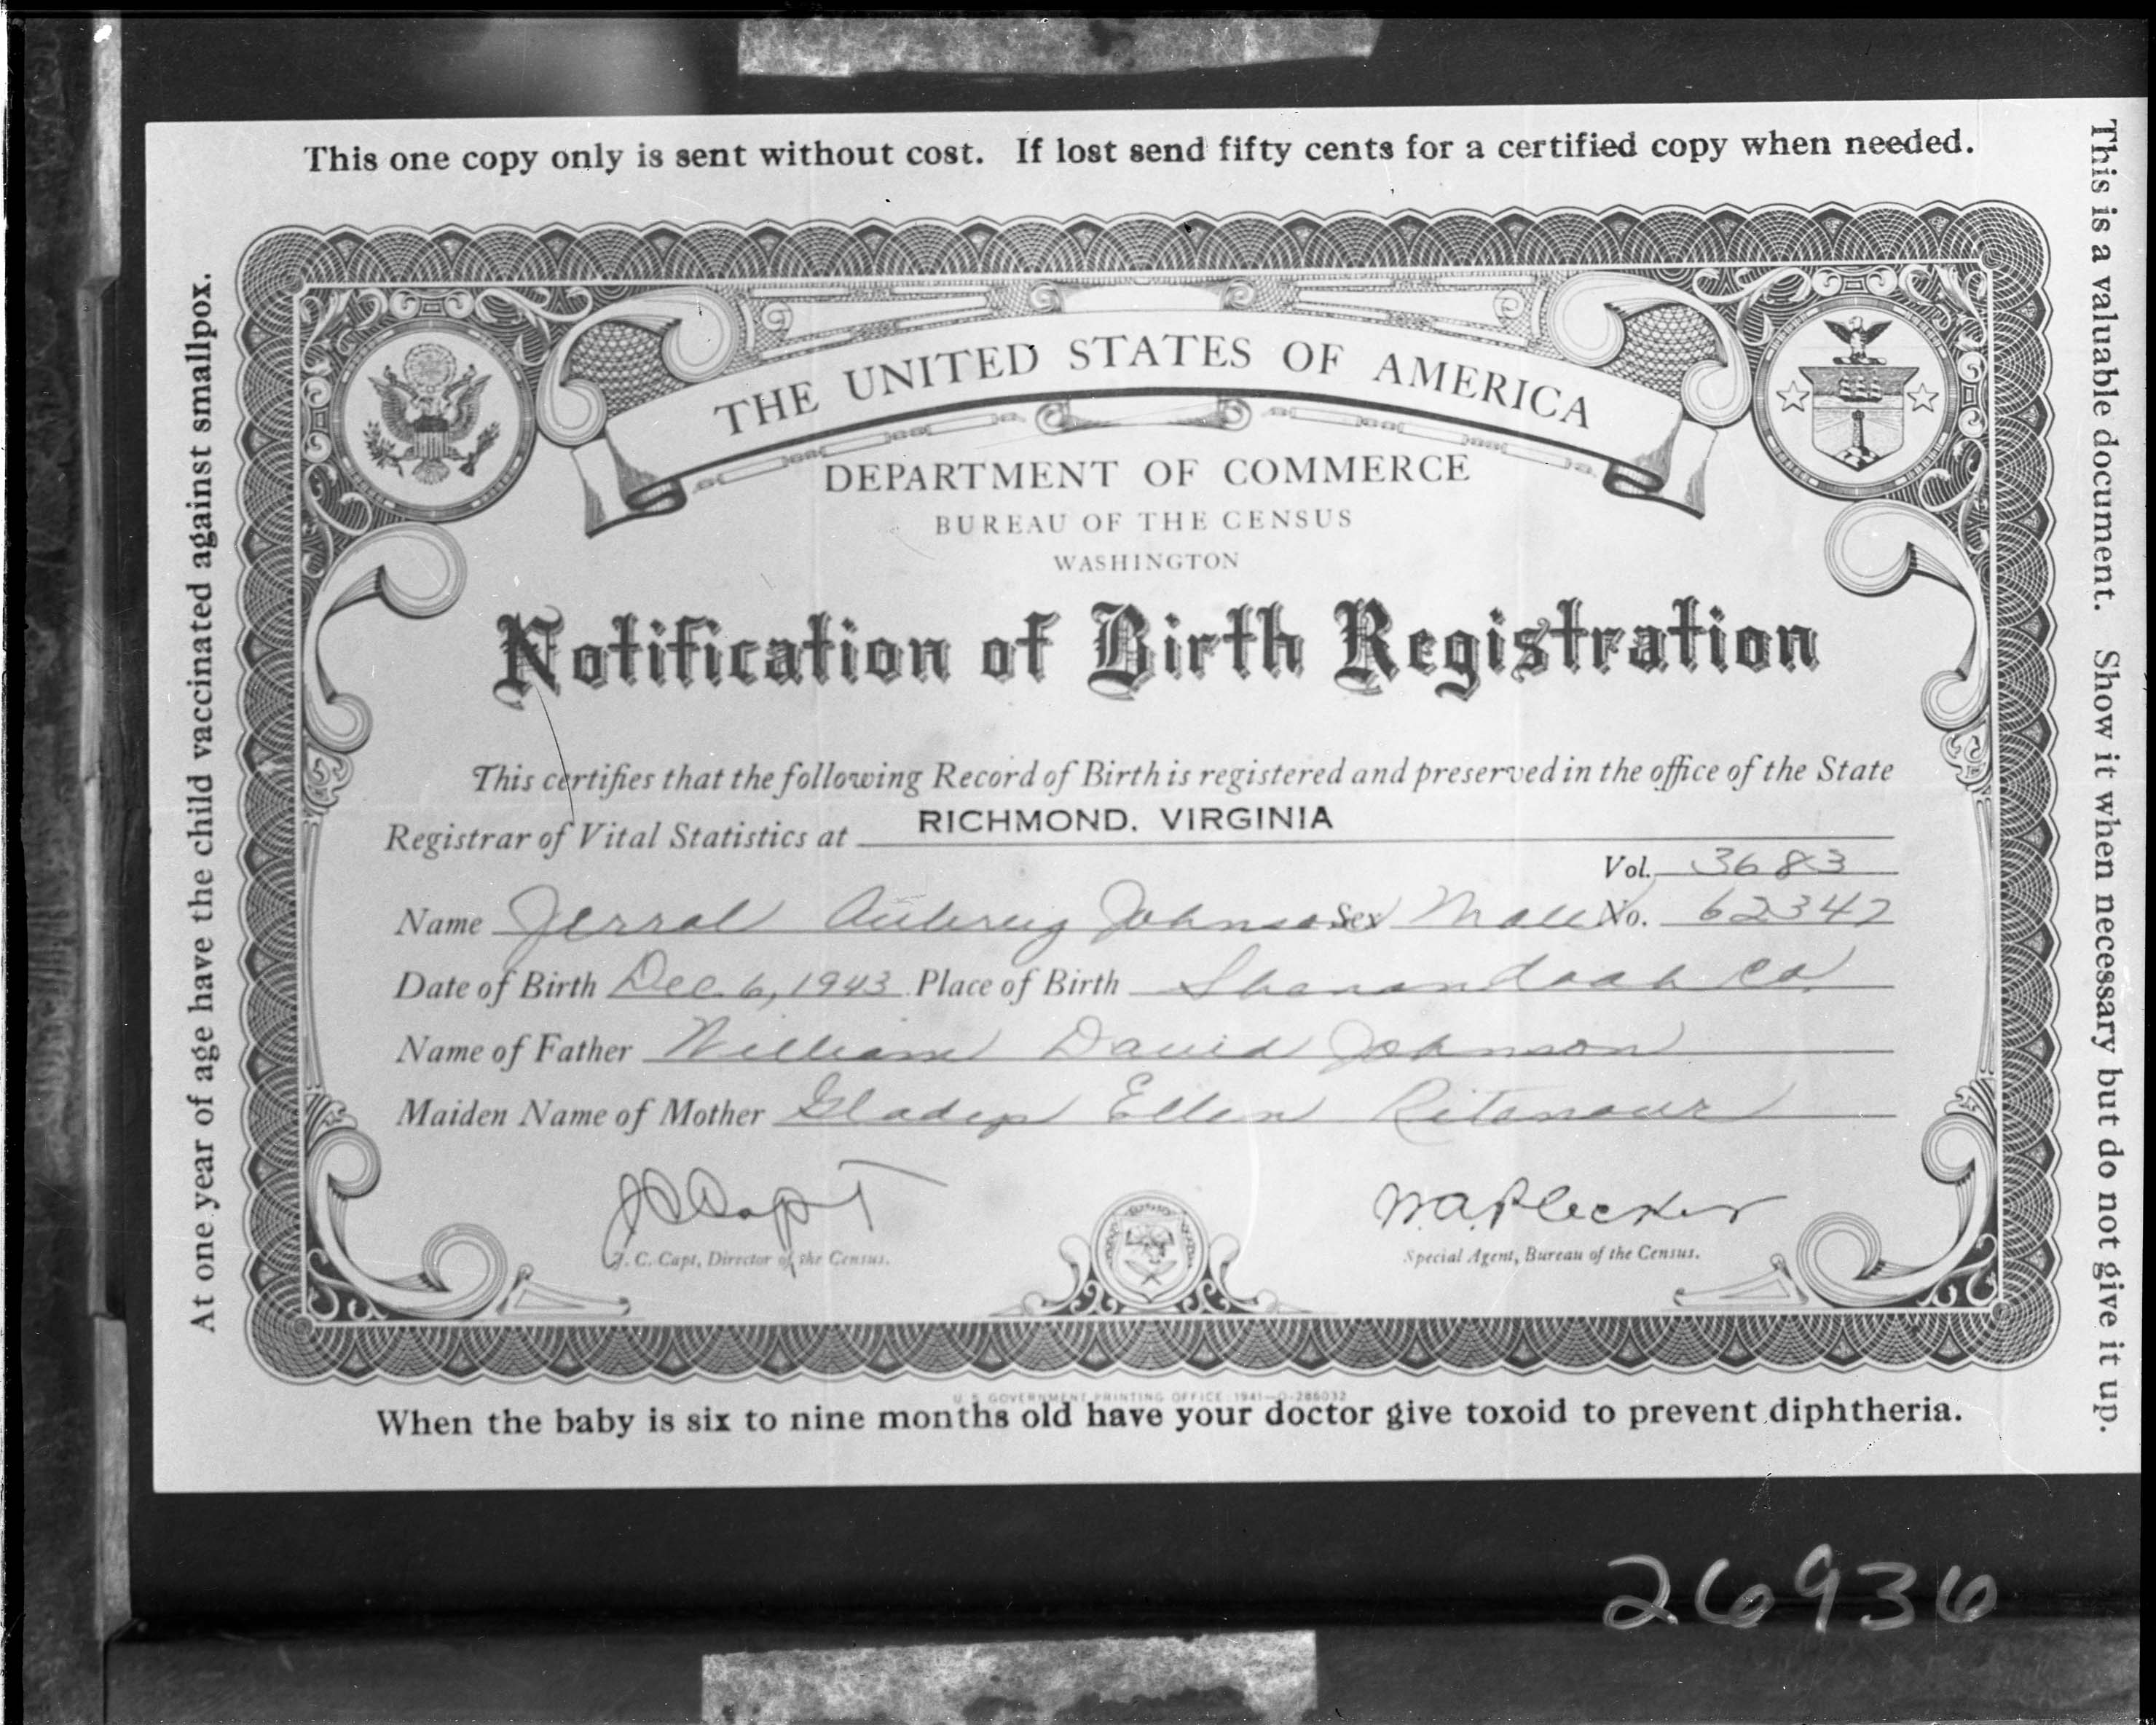 This one copy only is sent without cost. If lost send fifty cents for a certified copy when needed.
At one year of age have the child vaccinated against smallpox.
This is a valuable document. Show it when necessary but do not give it up.
THE UNITED STATES OF AMERICA
DEPARTMENT OF COMMERCE
BUREAU OF THE CENSUS
WASHINGTON
Notification of Birth Registration
This certifies that the following Record of Birth is registered and preserved in the office of the State
Registrar of Vital Statistics at RICHMOND, VIRGINIA
Vol. 3683
Name Jerral Aubrey Johnson Sex Male No. 62347
Date of Birth Dec. 6, 1943 Place of Birth Shenandoah Co.
Name of Father William David Johnson
Maiden Name of Mother Gladys Ellen Ritenour
J C Capt
W. A. Plecker
J. C. Capt, Director of the Census.
Special Agent, Bureau of the Census.
U. S. GOVERNMENT PRINTING OFFICE 1941—O-286032
When the baby is six to nine months old have your doctor give toxoid to prevent diphtheria.
26936